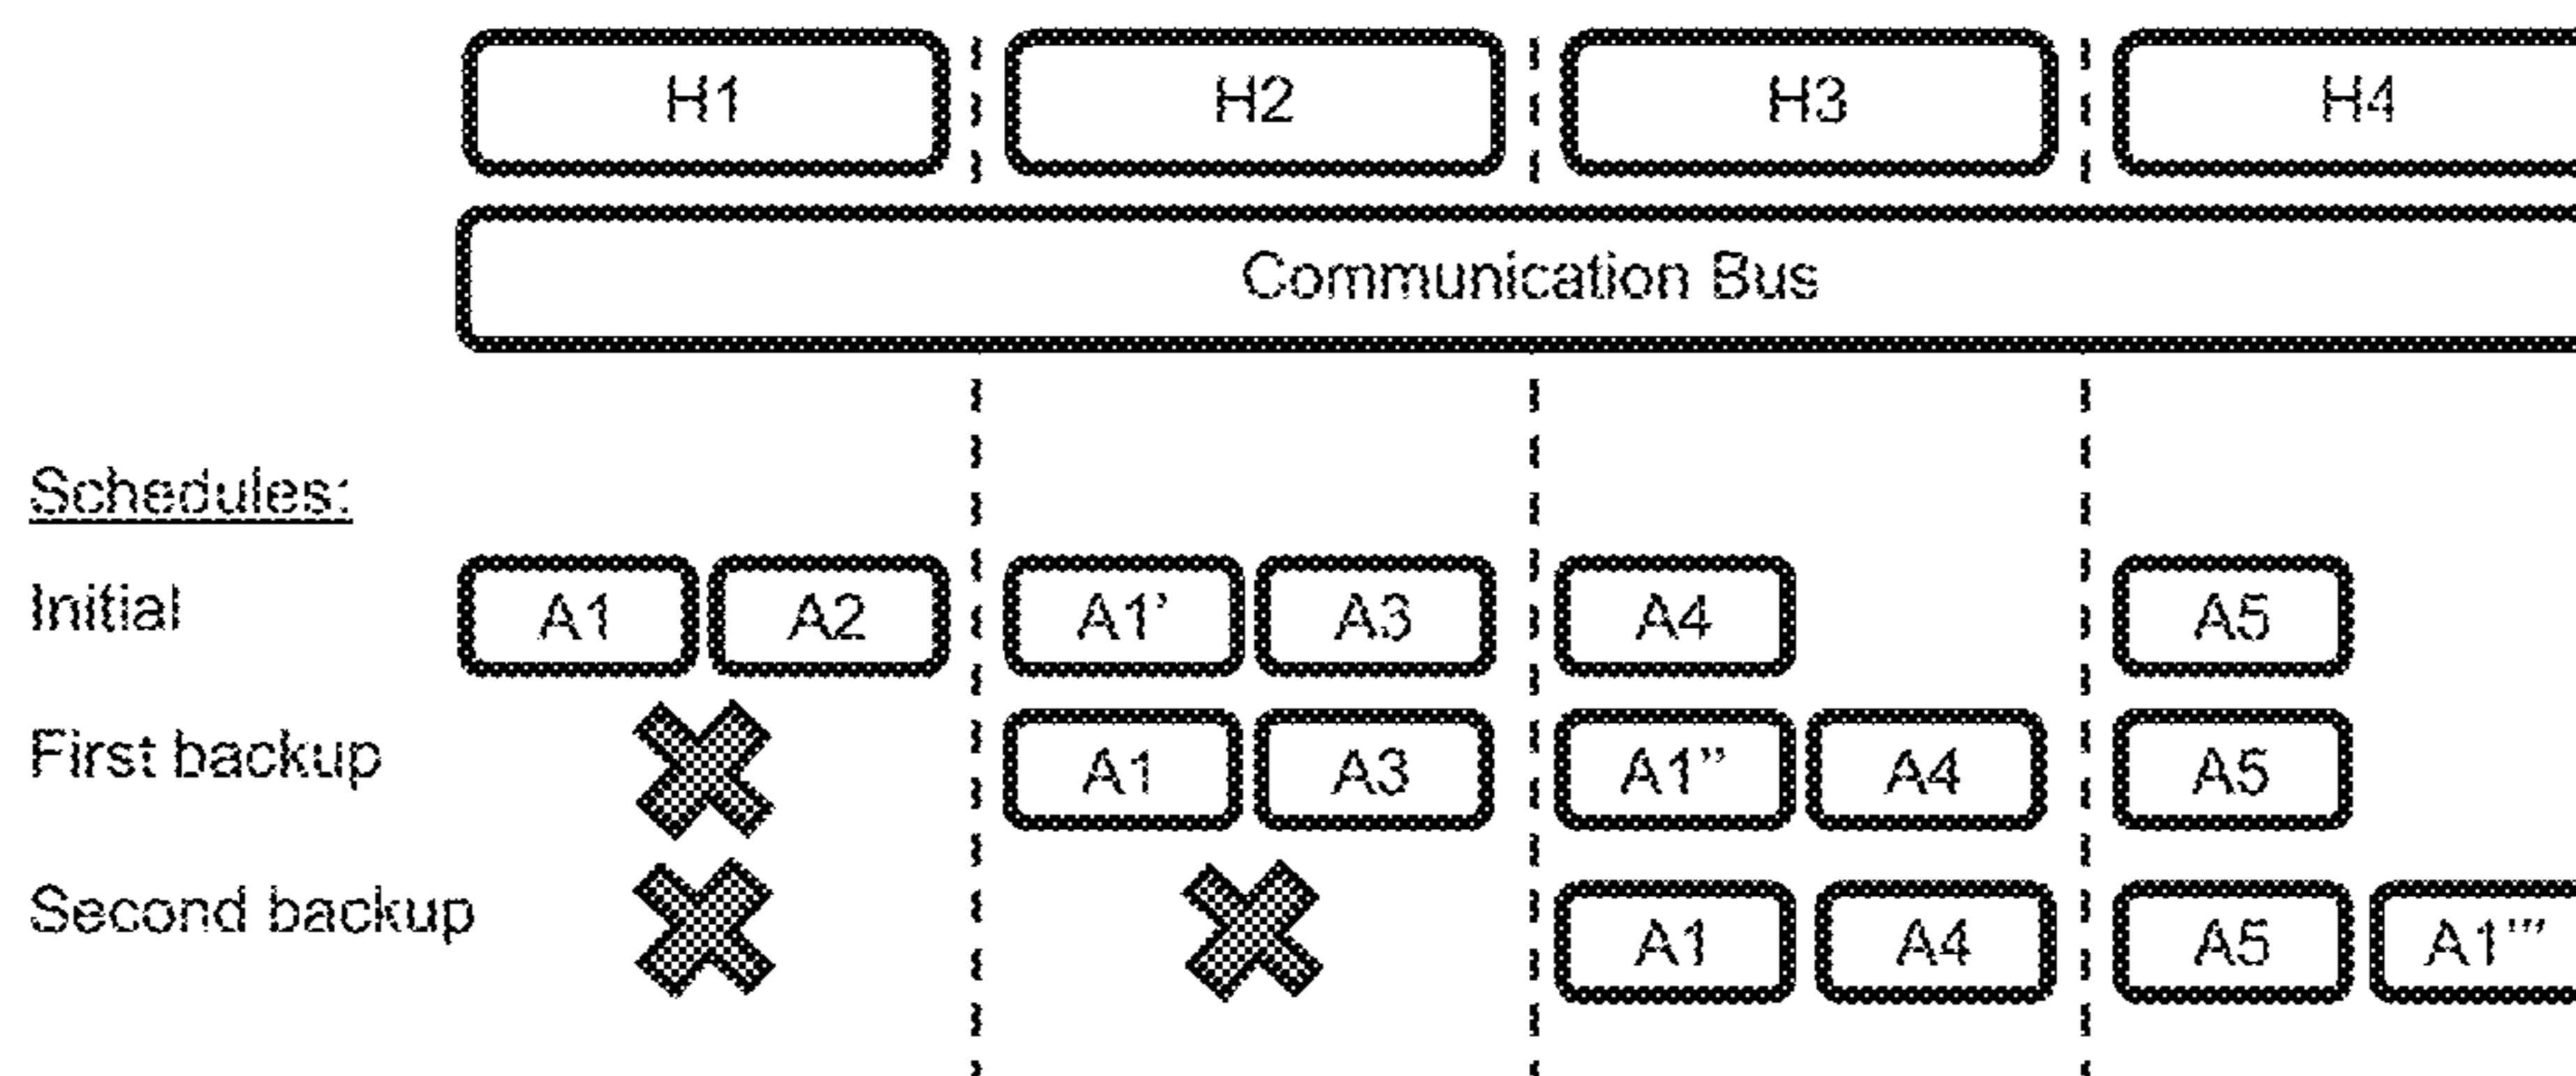 H1 H2 H3 H4
Communication Bus
Schedules:
Initial A1 A2 A1’ A3 A4 A5
First backup A1 A3 A1” A4 A5
Second backup A1 A4 A5 A1’”